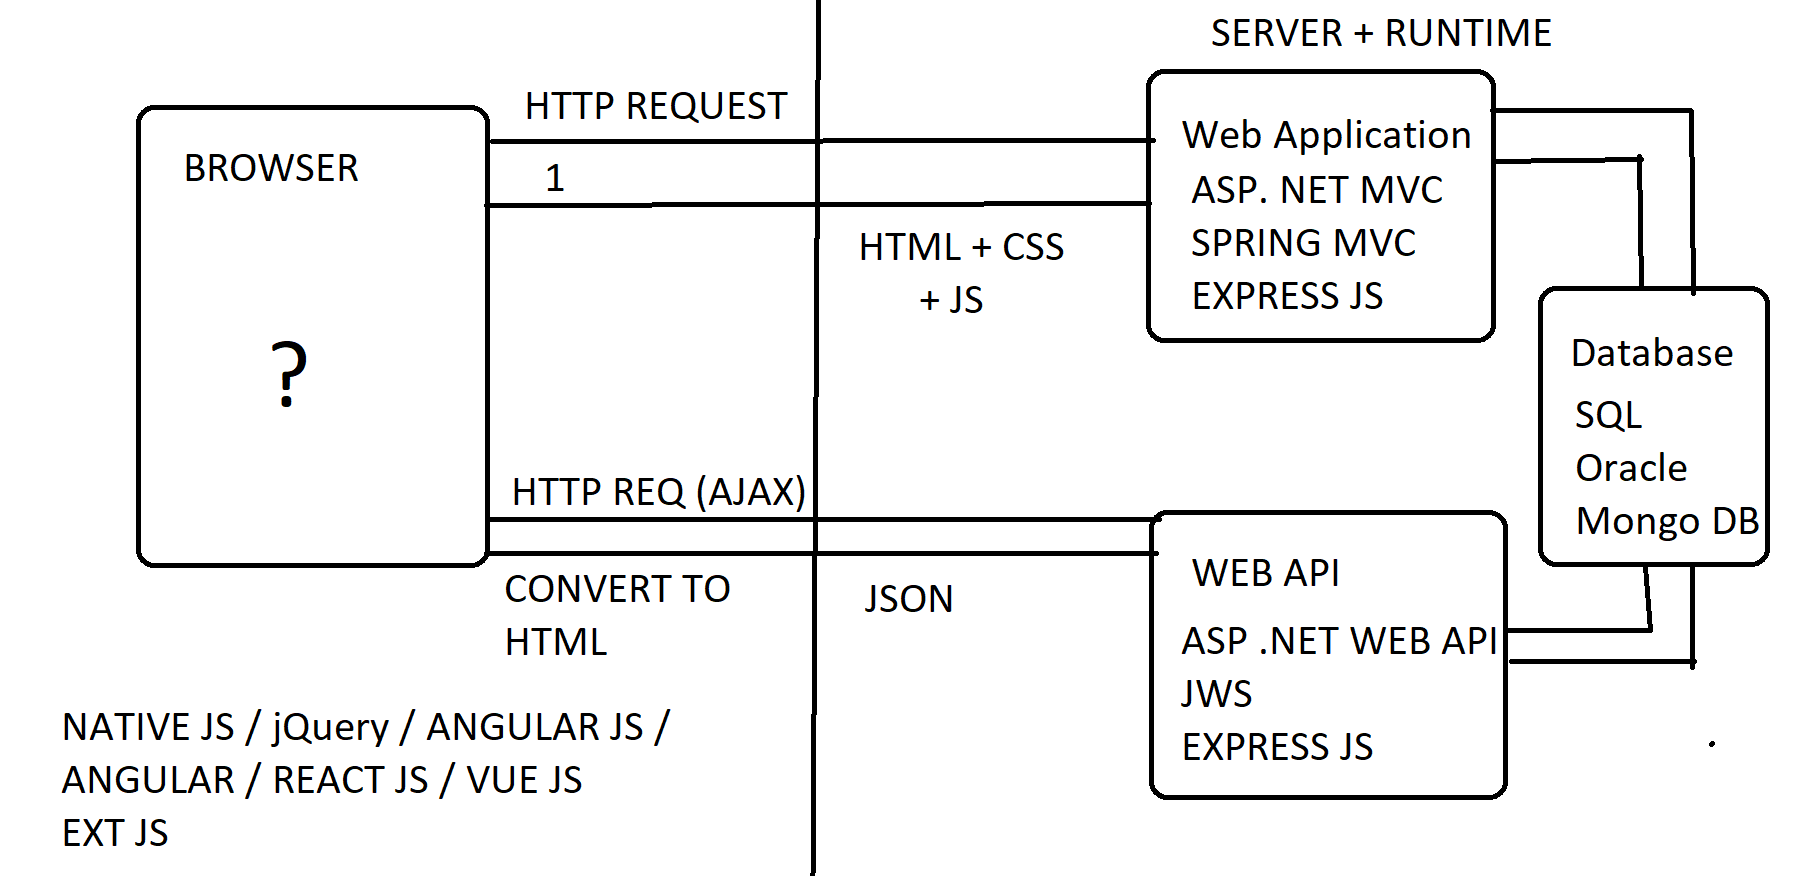 SERVER + RUNTIME
HTTP REQUEST
BROWSER
1
Web Application
ASP. NET MVC
SPRING MVC
EXPRESS JS
HTML + CSS
+ JS
?
Database
SQL
Oracle
Mongo DB
HTTP REQ (AJAX)
CONVERT TO
HTML
JSON
WEB API
ASP .NET WEB API
JWS
EXPRESS JS
NATIVE JS / jQuery / ANGULAR JS /
ANGULAR / REACT JS / VUE JS
EXT JS